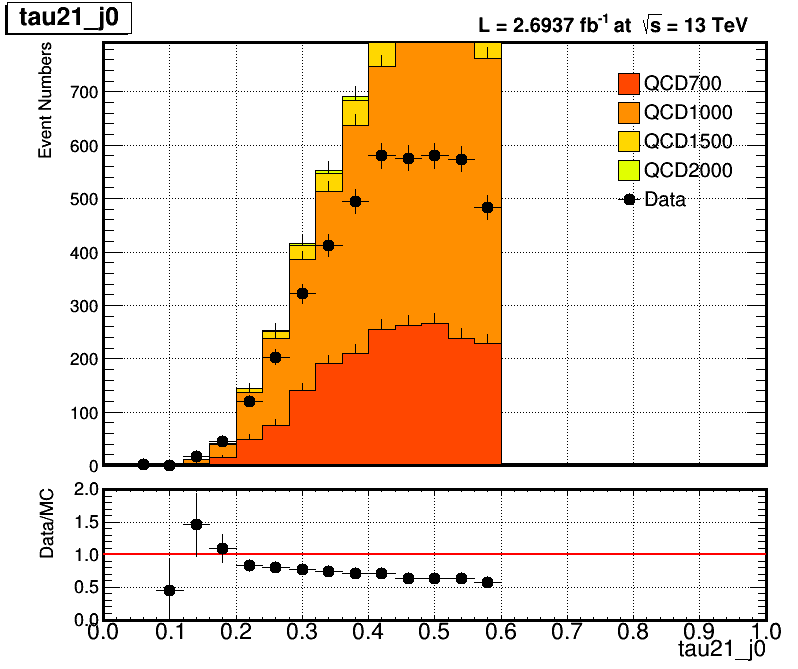 tau21_j0
L = 2.6937 fb⁻¹ at √s = 13 TeV
Event Numbers
700
600
500
400
300
200
100
0
QCD700
QCD1000
QCD1500
QCD2000
Data
Data/MC
2.0
1.5
1.0
0.5
0.0
0.0 0.1 0.2 0.3 0.4 0.5 0.6 0.7 0.8 0.9 1.0
tau21_j0